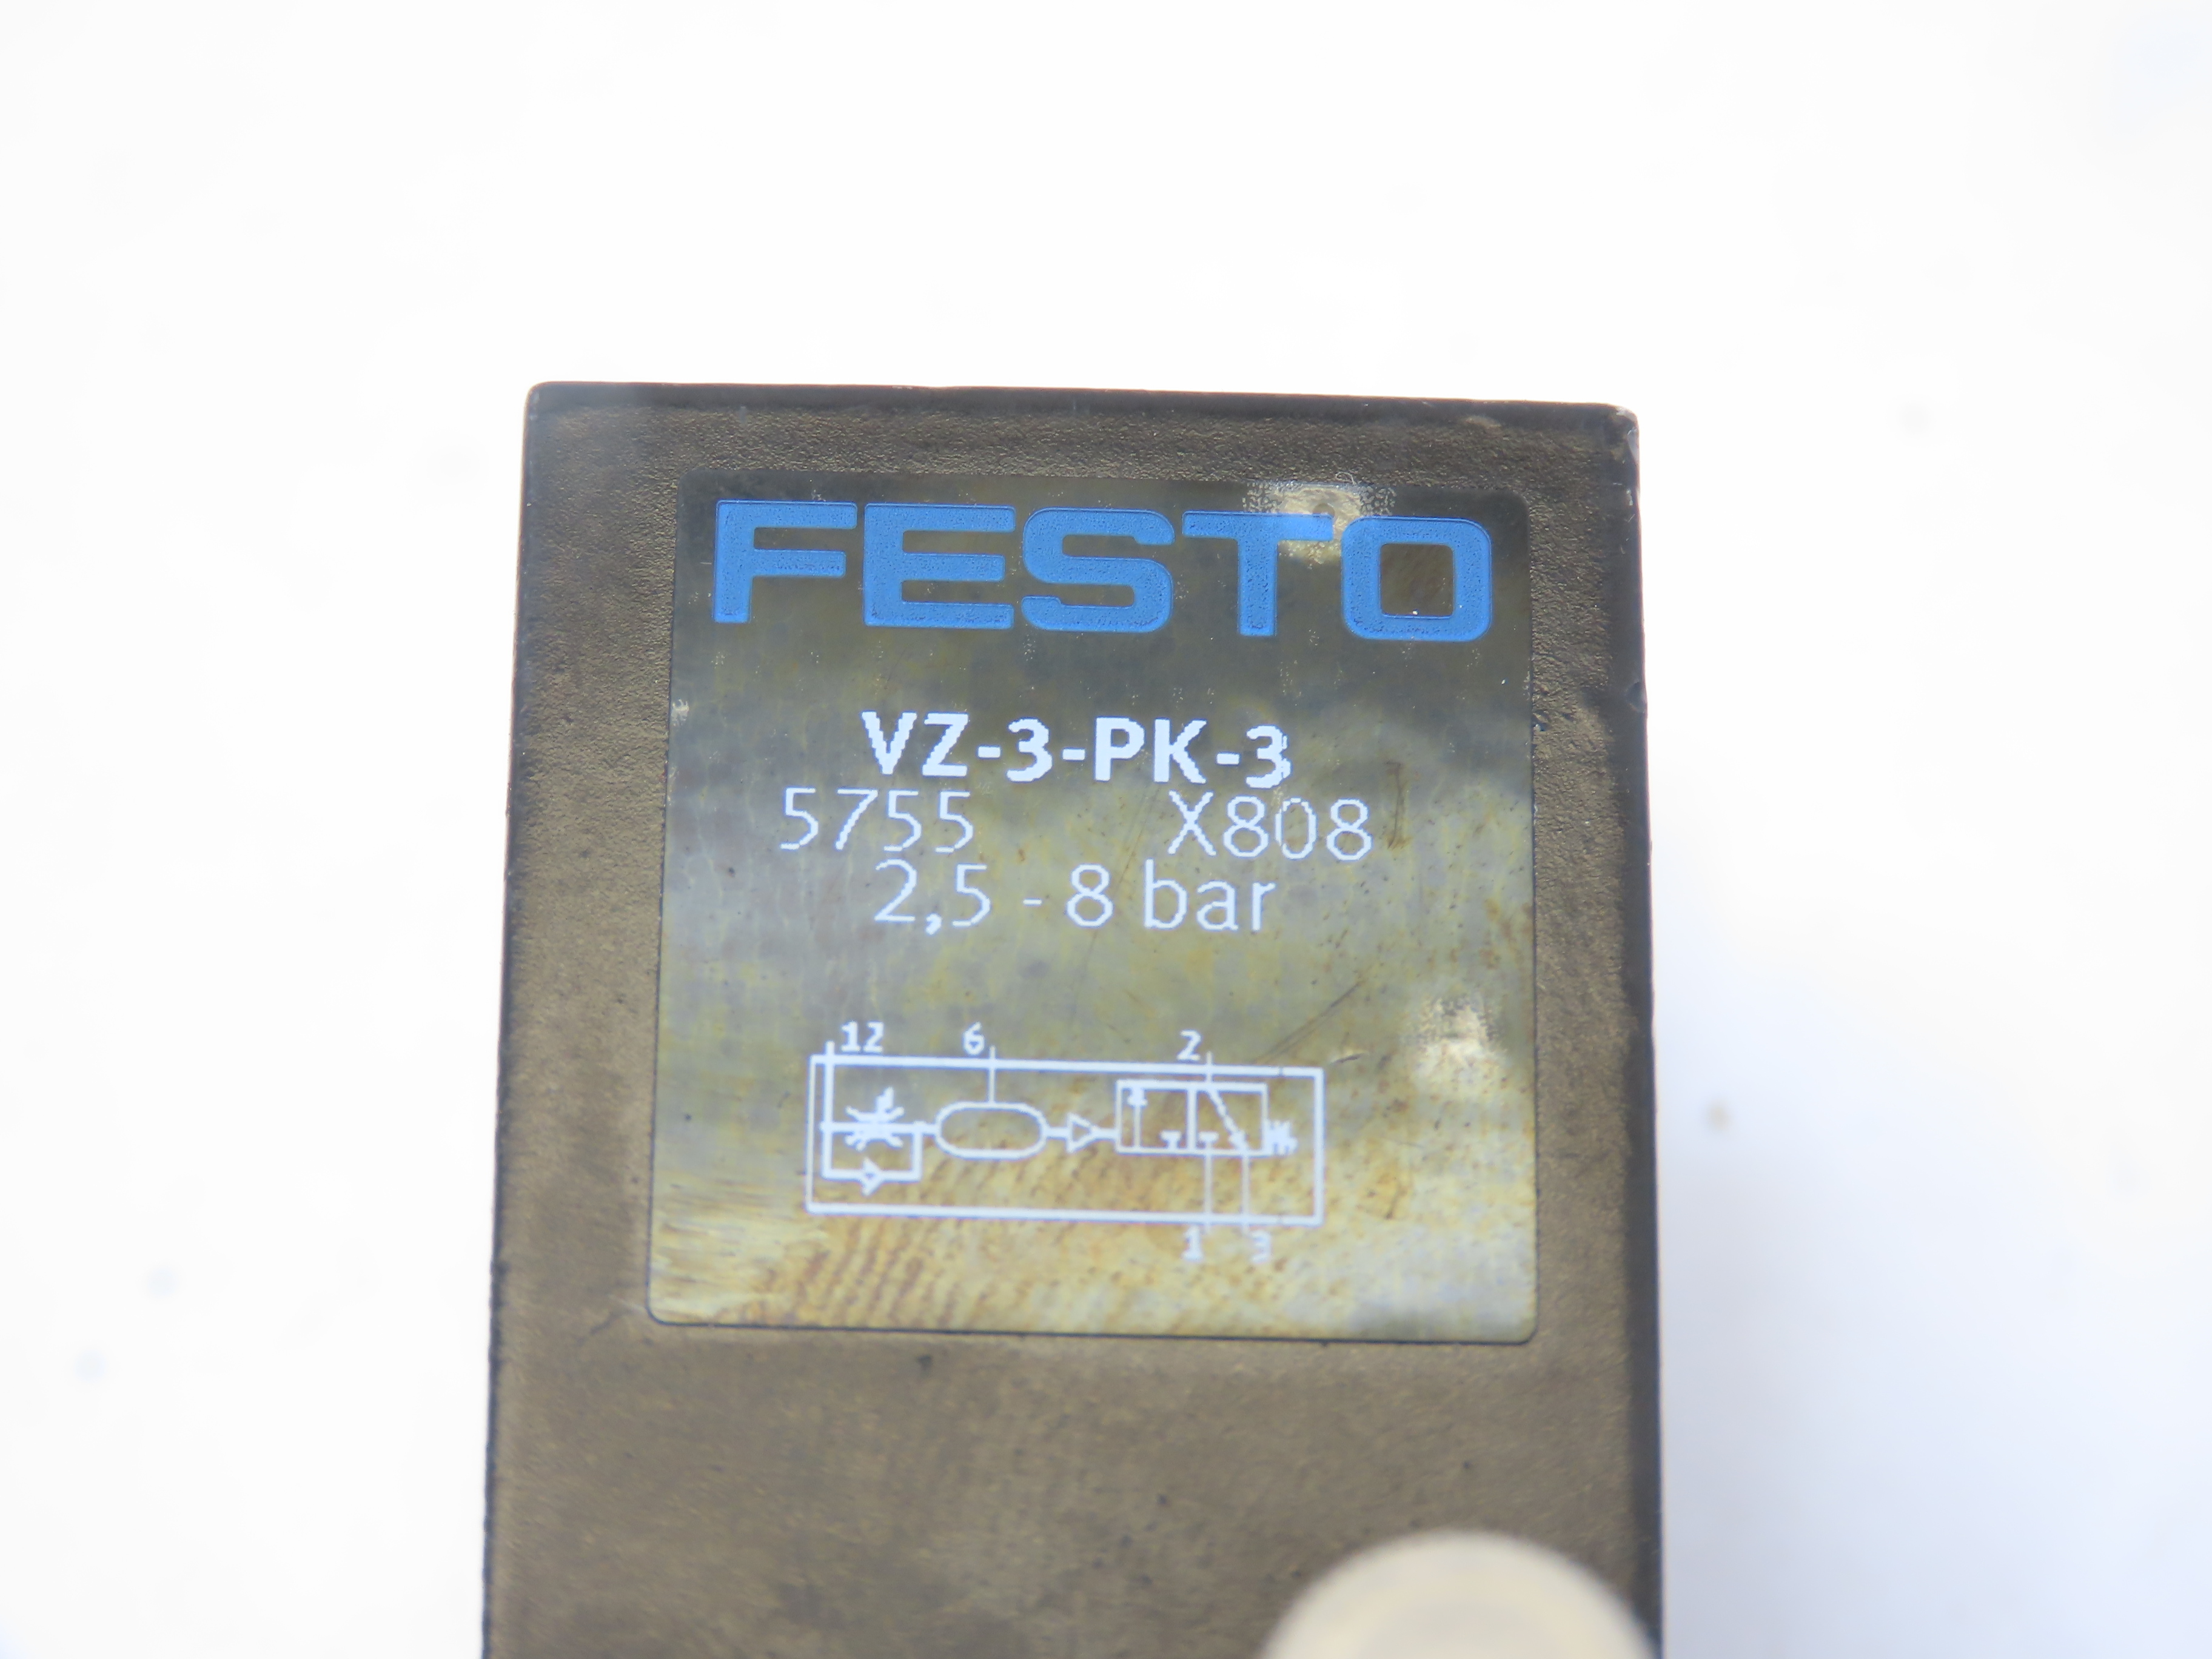 FESTO
VZ-3-PK-3
5755 X808
2,5 - 8 bar
12 6 2
1 3